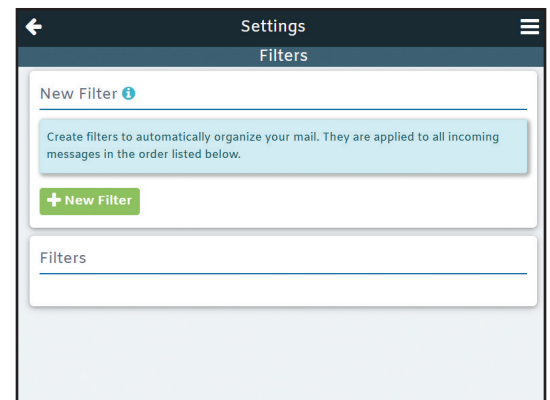 Settings
Filters
New Filter
Create filters to automatically organize your mail. They are applied to all incoming
messages in the order listed below.
New Filter
Filters